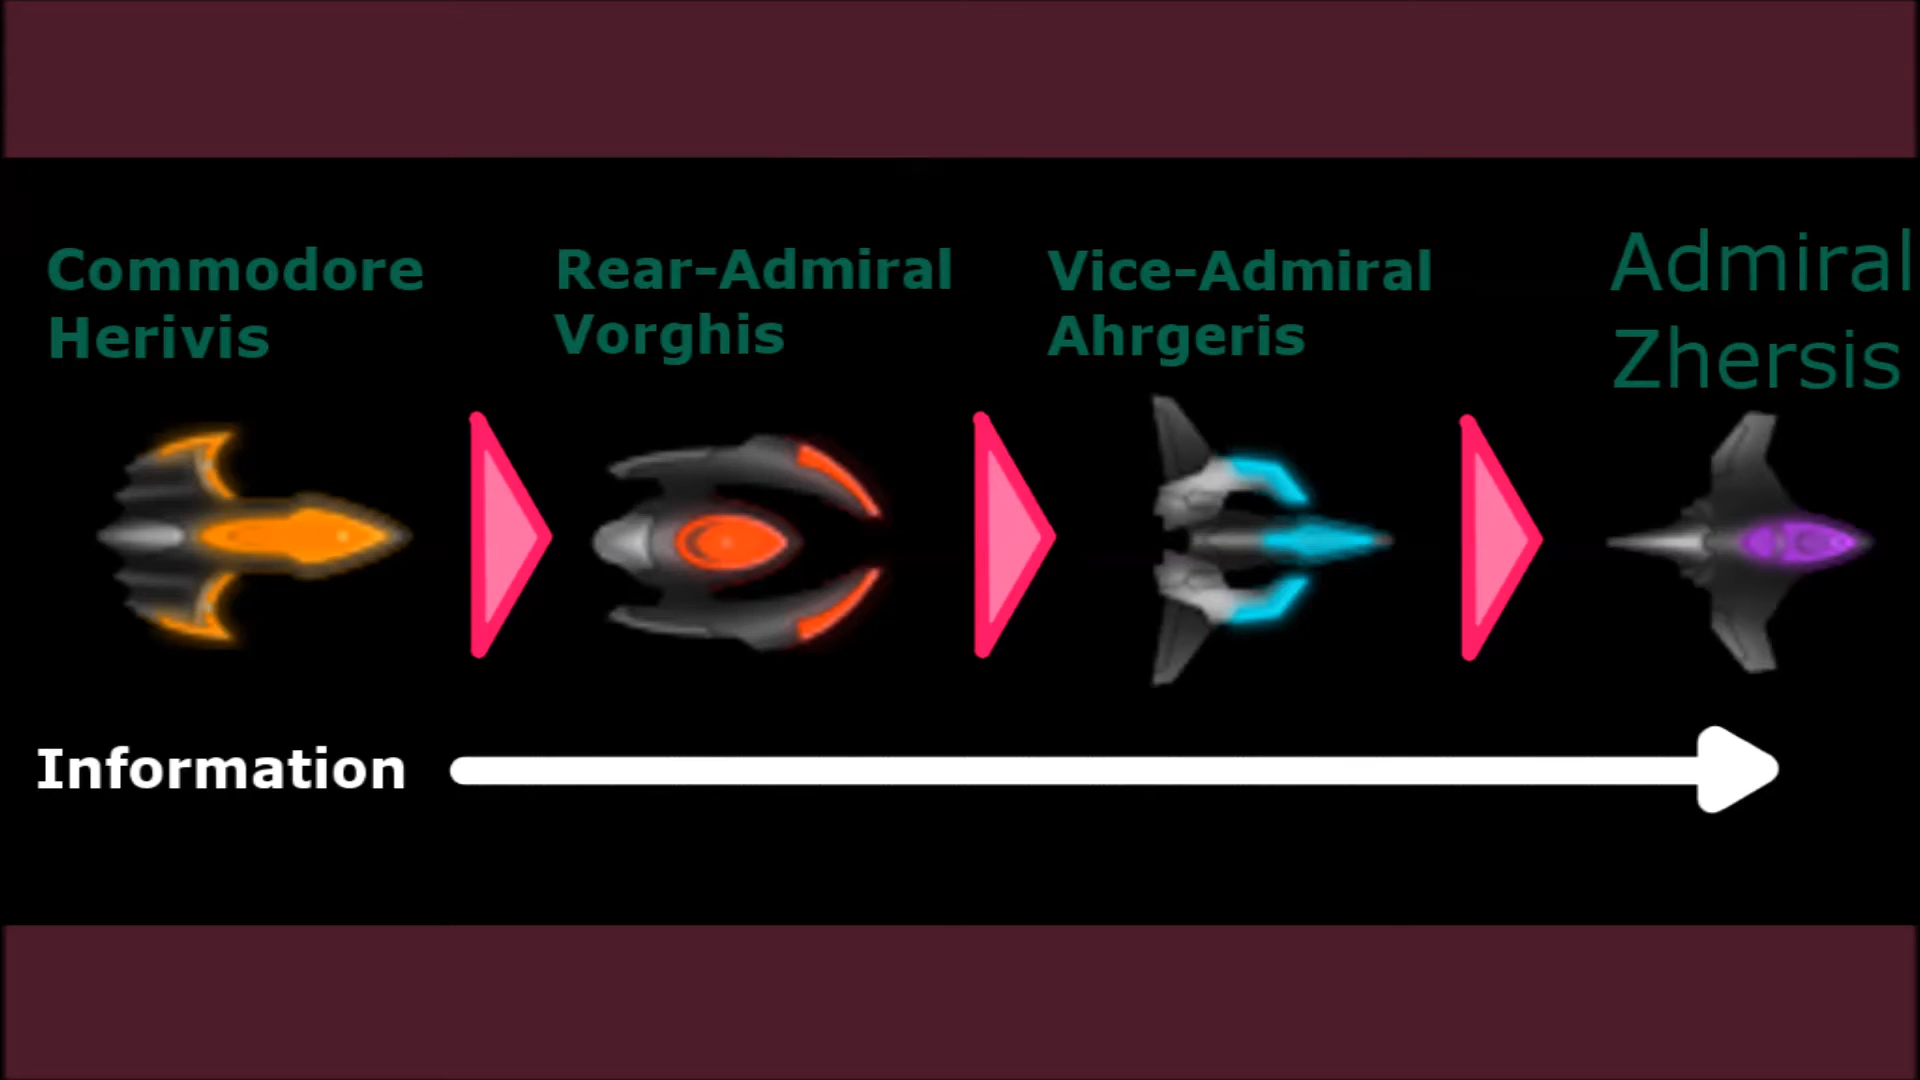 Commodore
Herivis
Rear-Admiral
Vorghis
Vice-Admiral
Ahrgeris
Admiral
Zhersis
Information